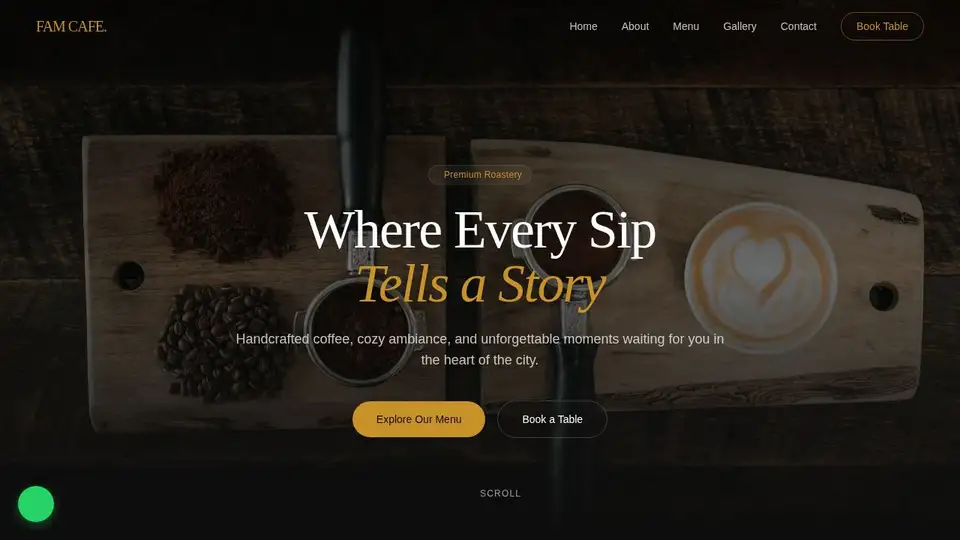 FAM CAFE.
Home
About
Menu
Gallery
Contact
Book Table
Premium Roastery
Where Every Sip
Tells a Story
Handcrafted coffee, cozy ambiance, and unforgettable moments waiting for you in
the heart of the city.
Explore Our Menu
Book a Table
SCROLL